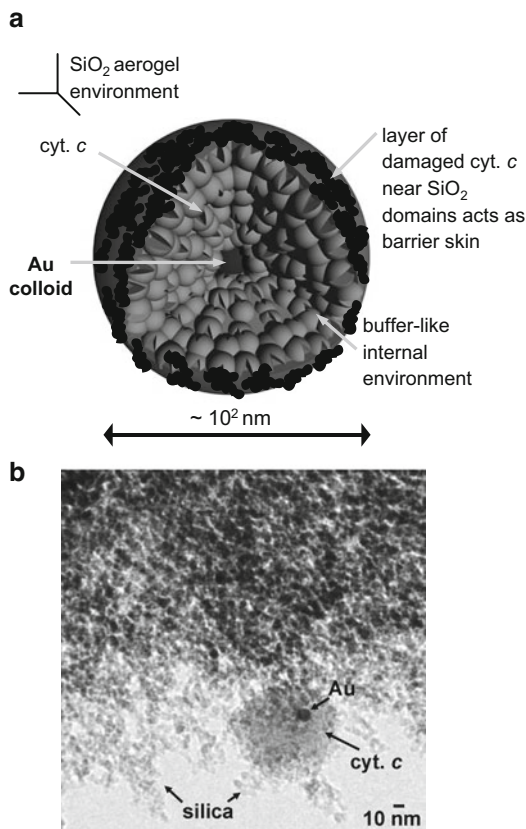 a
SiO₂ aerogel
environment
cyt. c
layer of
damaged cyt. c
near SiO₂
domains acts as
barrier skin
Au
colloid
buffer-like
internal
environment
~ 10² nm
b
Au
cyt. c
silica
10 nm